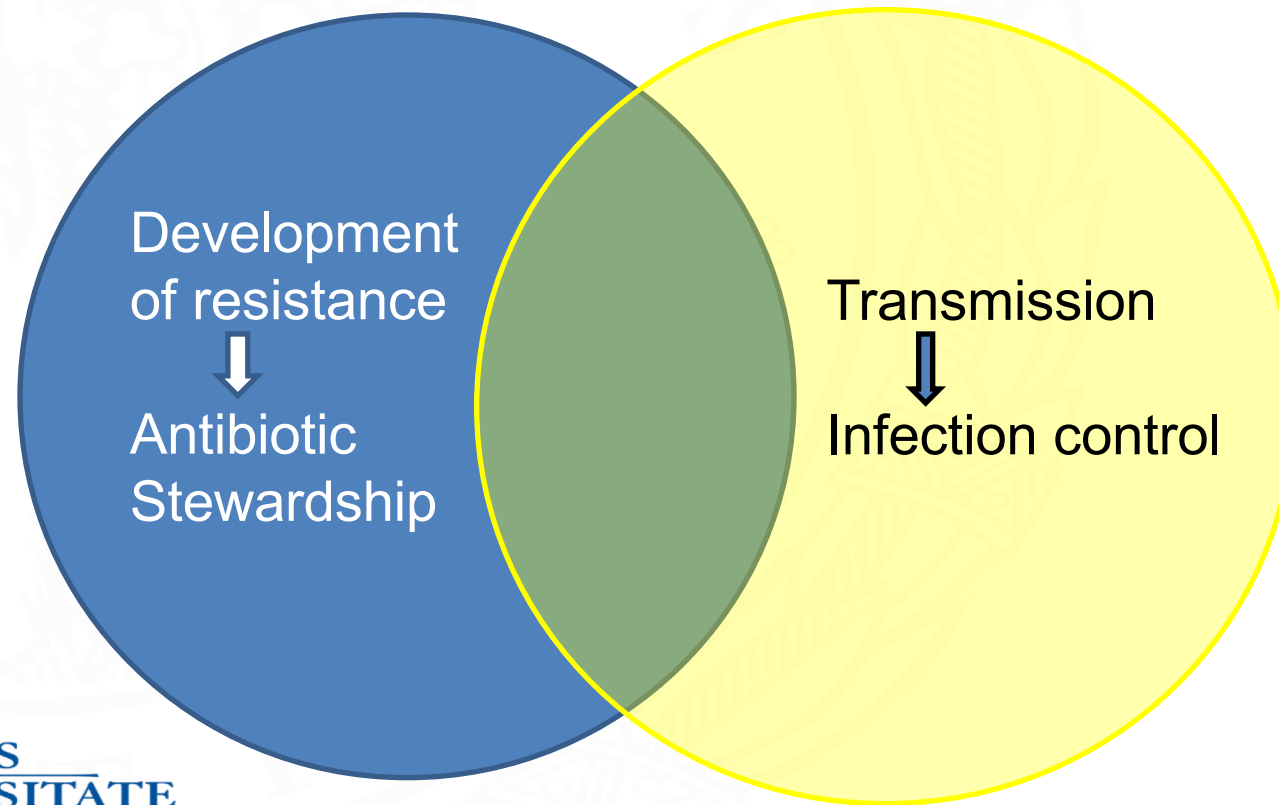 Development
of resistance
Antibiotic
Stewardship
Transmission
Infection control
S
SITATE